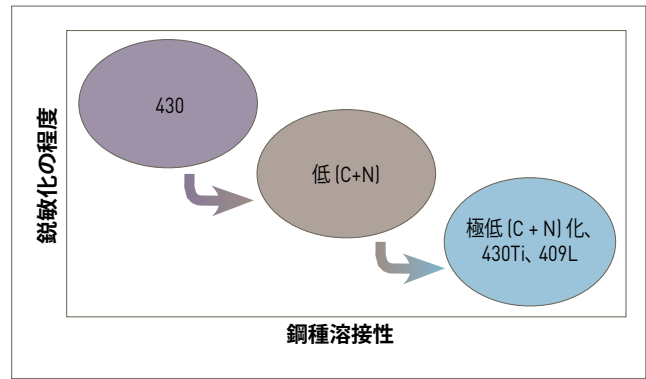 430
低 (C+N)
極低 (C + N) 化、
430Ti、409L
鋭敏化の程度
鋼種溶接性